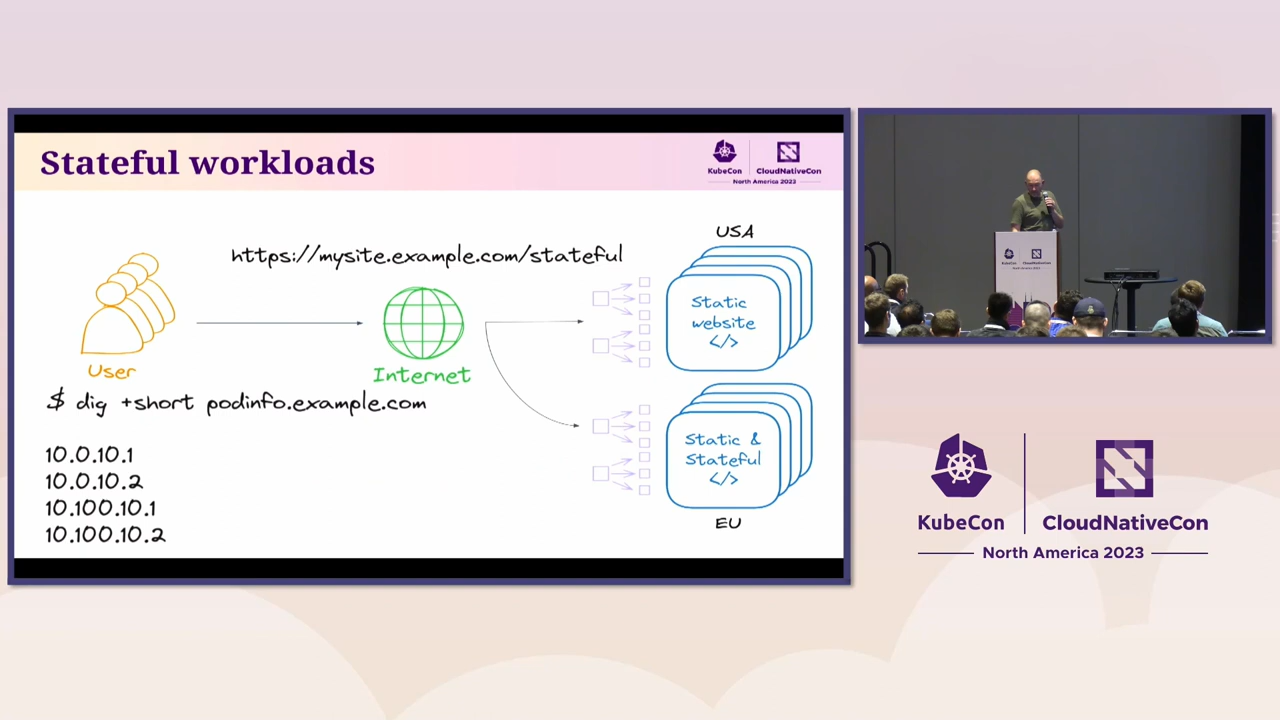 Stateful workloads
KubeCon
CloudNativeCon
North America 2023
https://mysite.example.com/stateful
USA
Static
website
</>
User
Internet
$ dig +short podinfo.example.com
10.0.10.1
10.0.10.2
10.100.10.1
10.100.10.2
Static &
Stateful
</>
EU
KubeCon
CloudNativeCon
North America 2023